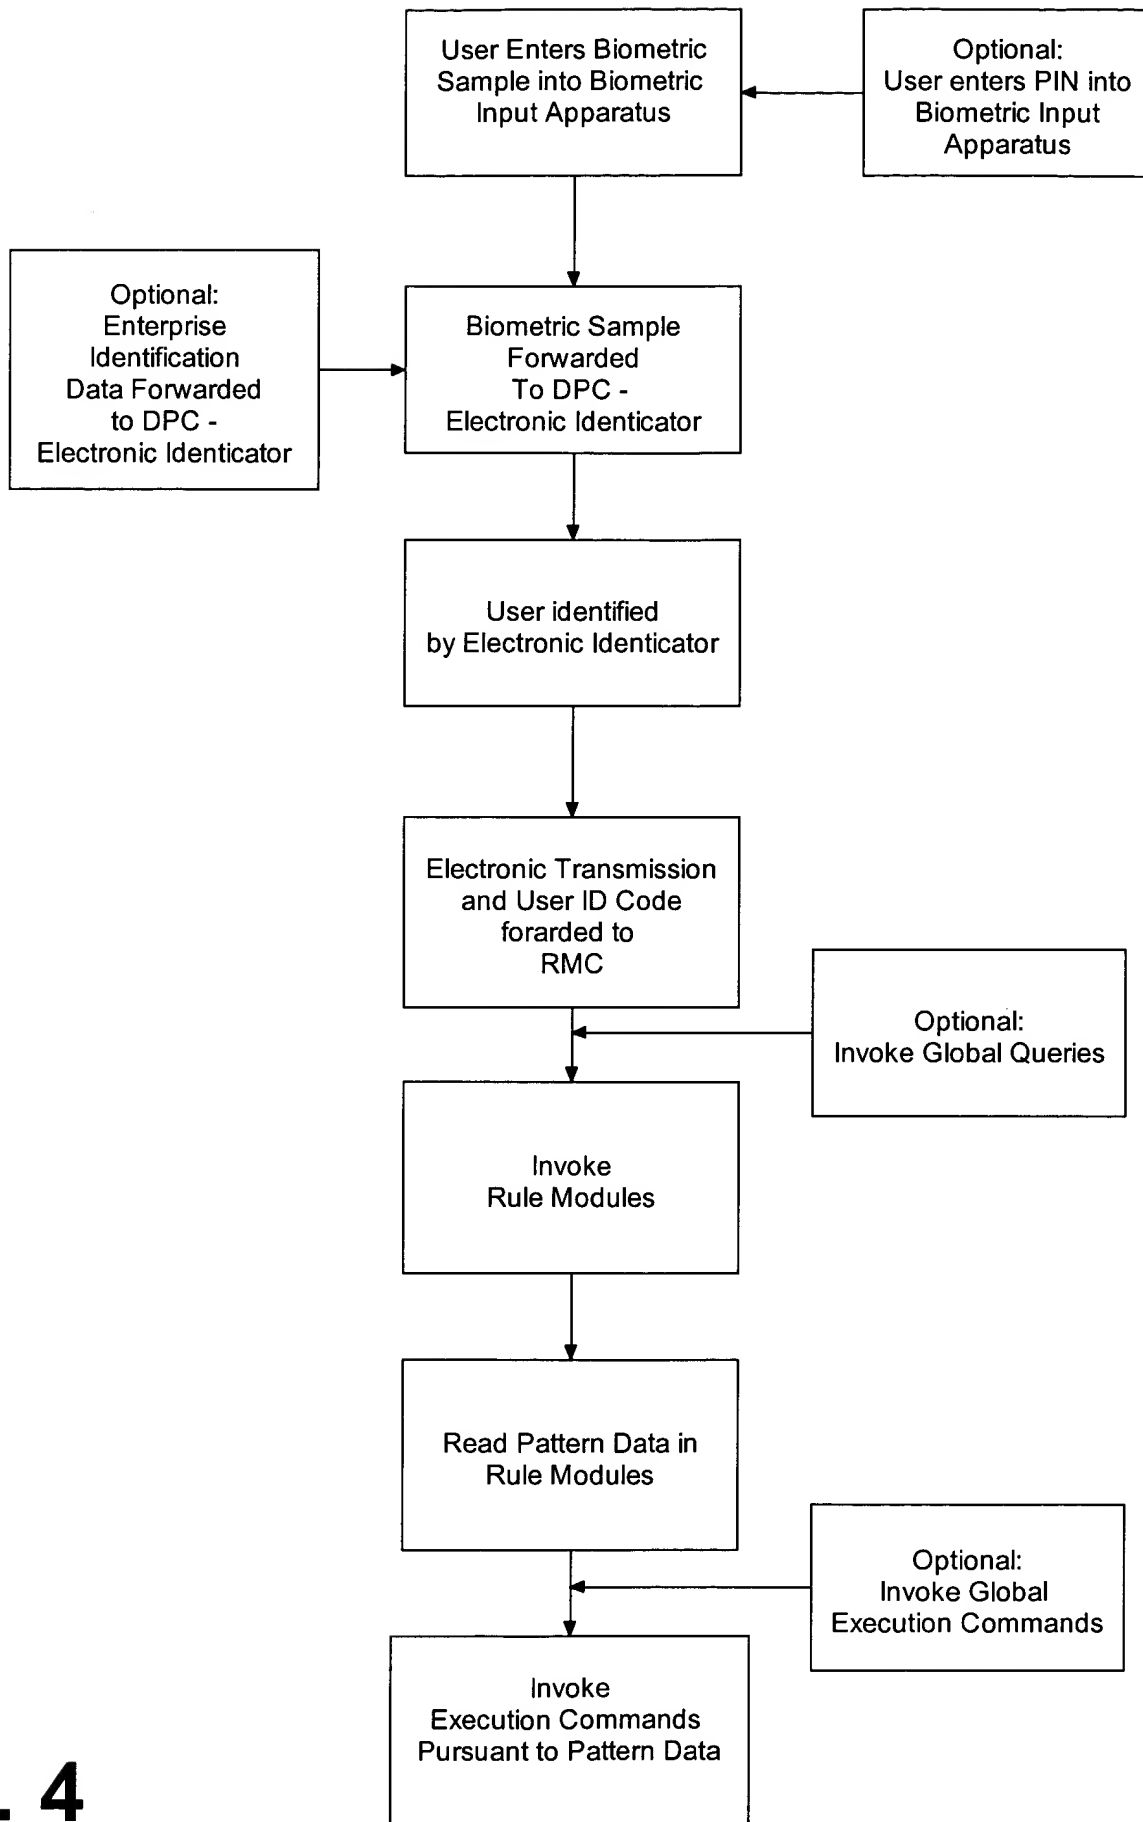 User Enters Biometric
Sample into Biometric
Input Apparatus
Optional:
User enters PIN into
Biometric Input
Apparatus
Optional:
Enterprise
Identification
Data Forwarded
to DPC -
Electronic Identicator
Biometric Sample
Forwarded
To DPC -
Electronic Identicator
User identified
by Electronic Identicator
Electronic Transmission
and User ID Code
forarded to
RMC
Optional:
Invoke Global Queries
Invoke
Rule Modules
Read Pattern Data in
Rule Modules
Optional:
Invoke Global
Execution Commands
Invoke
Execution Commands
Pursuant to Pattern Data
. 4